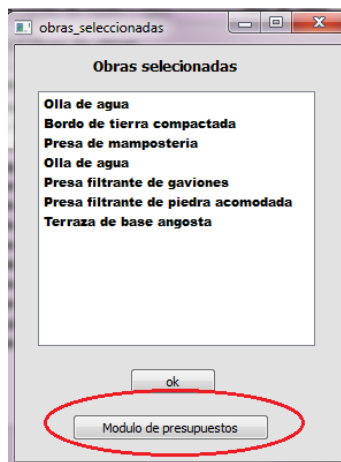 obras_seleccionadas
Obras selecionadas
Olla de agua
Bordo de tierra compactada
Presa de mamposteria
Olla de agua
Presa filtrante de gaviones
Presa filtrante de piedra acomodada
Terraza de base angosta
ok
Modulo de presupuestos